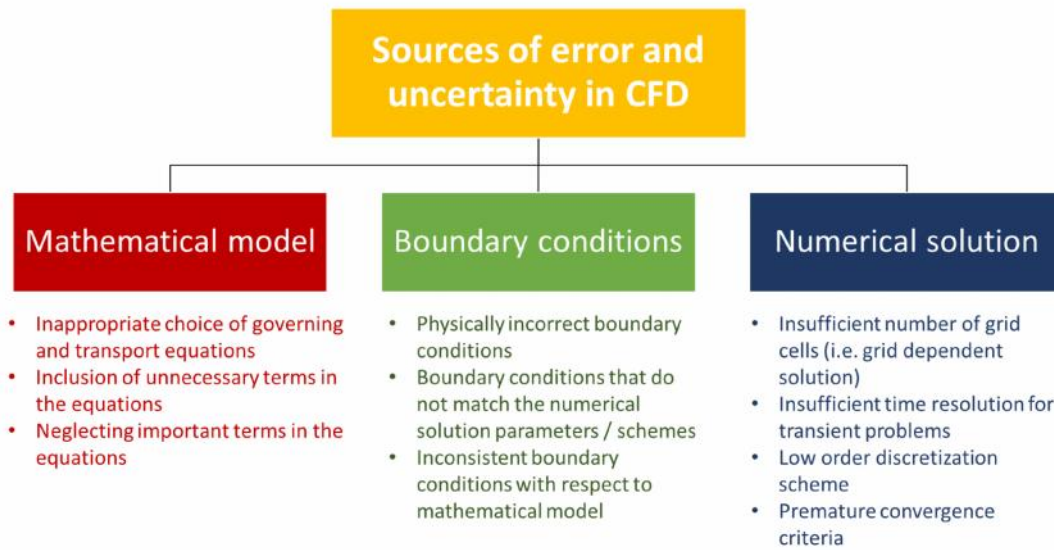 Sources of error and
uncertainty in CFD
Mathematical model
• Inappropriate choice of governing
and transport equations
• Inclusion of unnecessary terms in
the equations
• Neglecting important terms in the
equations
Boundary conditions
• Physically incorrect boundary
conditions
• Boundary conditions that do
not match the numerical
solution parameters / schemes
• Inconsistent boundary
conditions with respect to
mathematical model
Numerical solution
• Insufficient number of grid
cells (i.e. grid dependent
solution)
• Insufficient time resolution for
transient problems
• Low order discretization
scheme
• Premature convergence
criteria